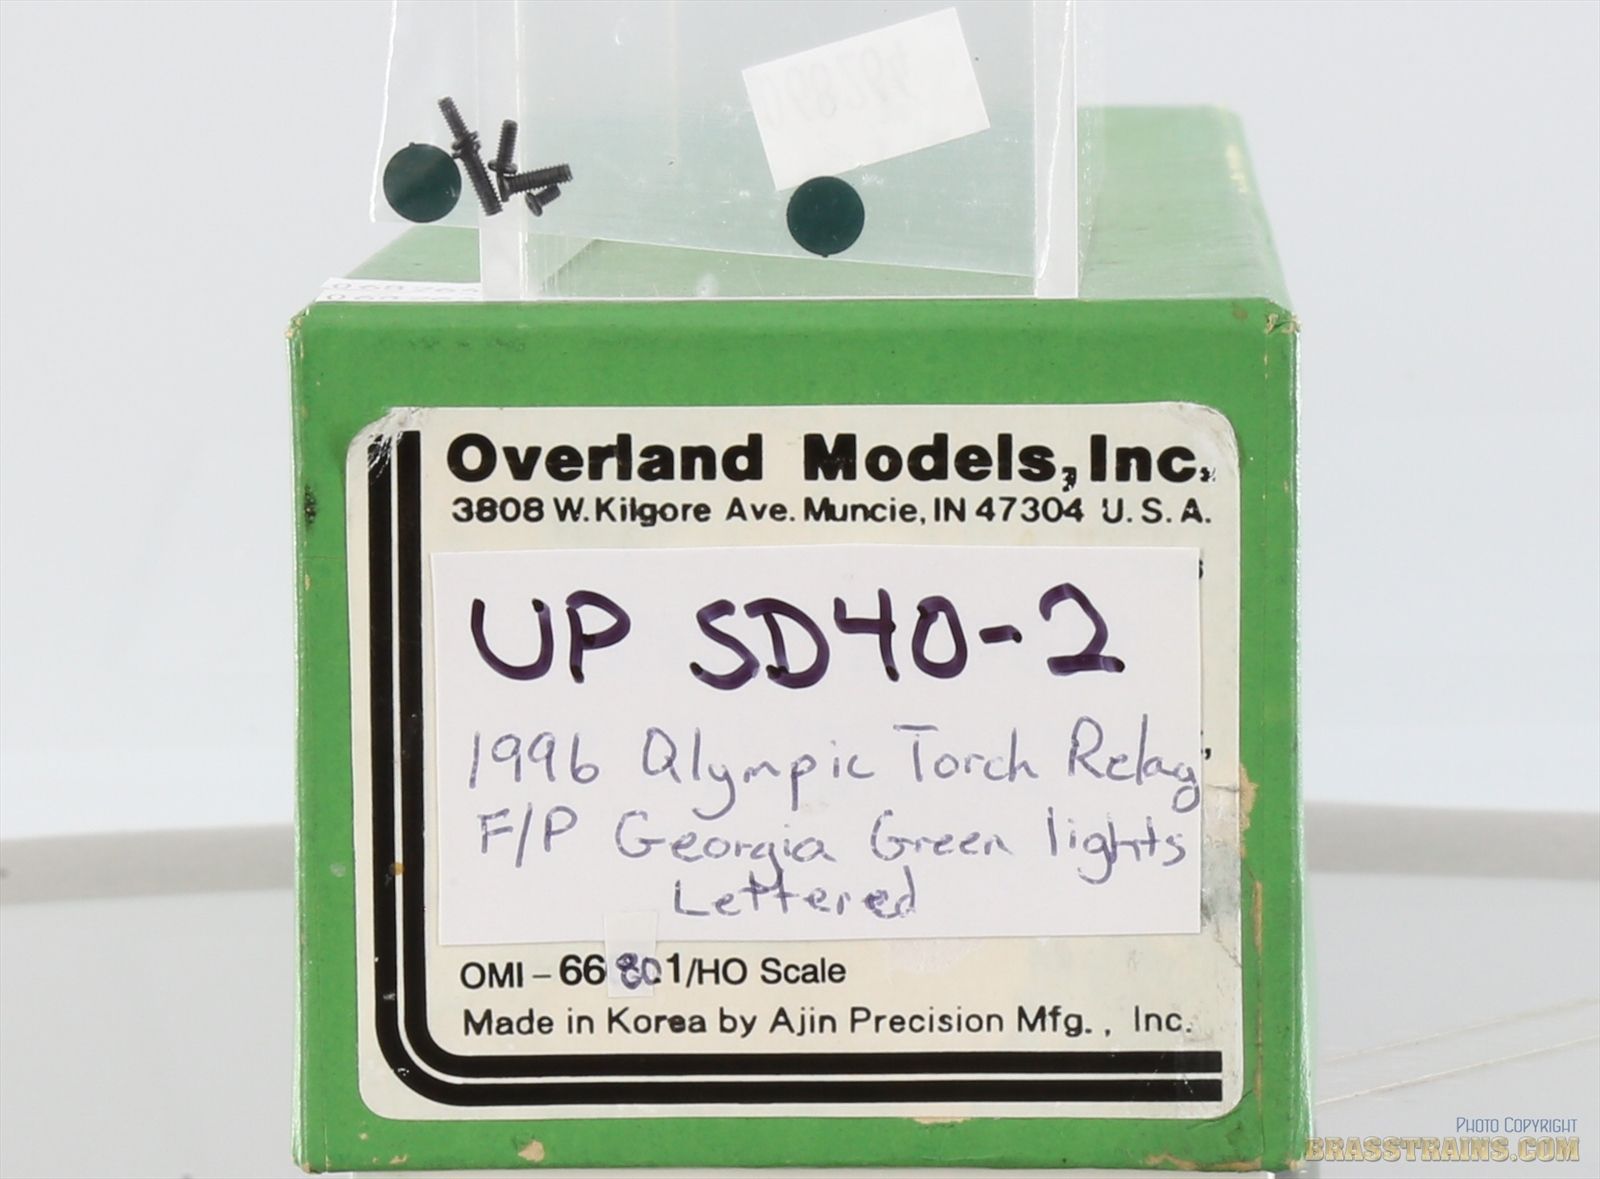 Overland Models, Inc.
3808 W. Kilgore Ave. Muncie, IN 47304 U.S.A.
UP SD40-2
1996 Olympic Torch Relay
F/P Georgia Green lights
Lettered
OMI-66801/HO Scale
Made in Korea by Ajin Precision Mfg., Inc.
PHOTO COPYRIGHT
BRASSTRAINS.COM